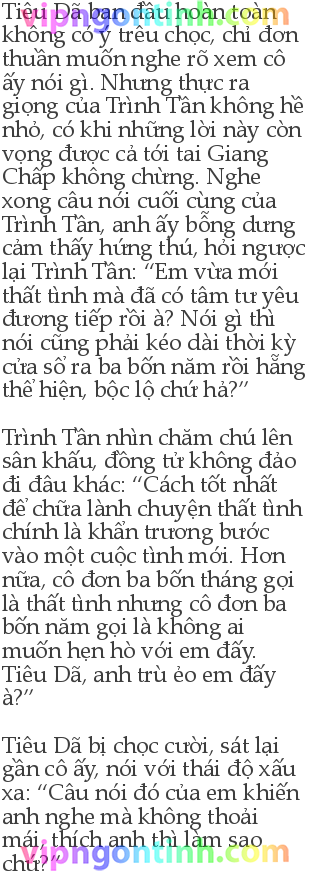 Tiêu Dã ban đầu hoàn toàn
vipngontinh.com
không có ý trêu chọc, chỉ đơn
thuần muốn nghe rõ xem cô
ấy nói gì. Nhưng thực ra
giọng của Trình Tần không hề
nhỏ, có khi những lời này còn
vọng được cả tới tai Giang
Chấp không chừng. Nghe
xong câu nói cuối cùng của
Trình Tần, anh ấy bỗng dưng
cảm thấy hứng thú, hỏi ngược
lại Trình Tần: “Em vừa mới
thất tình mà đã có tâm tư yêu
đương tiếp rồi à? Nói gì thì
nói cũng phải kéo dài thời kỳ
cửa sổ ra ba bốn năm rồi hẵng
thể hiện, bộc lộ chứ hả?”
Trình Tần nhìn chăm chú lên
sân khấu, đồng tử không đảo
đi đâu khác: “Cách tốt nhất
để chữa lành chuyện thất tình
chính là khẩn trương bước
vào một cuộc tình mới. Hơn
nữa, cô đơn ba bốn tháng gọi
là thất tình nhưng cô đơn ba
bốn năm gọi là không ai
muốn hẹn hò với em đấy.
Tiêu Dã, anh trù ẻo em đấy
à?”
Tiêu Dã bị chọc cười, sát lại
gần cô ấy, nói với thái độ xấu
xa: “Câu nói đó của em khiến
anh nghe mà không thoải
mái, thích anh thì làm sao
vipngontinh.com
chứ?”